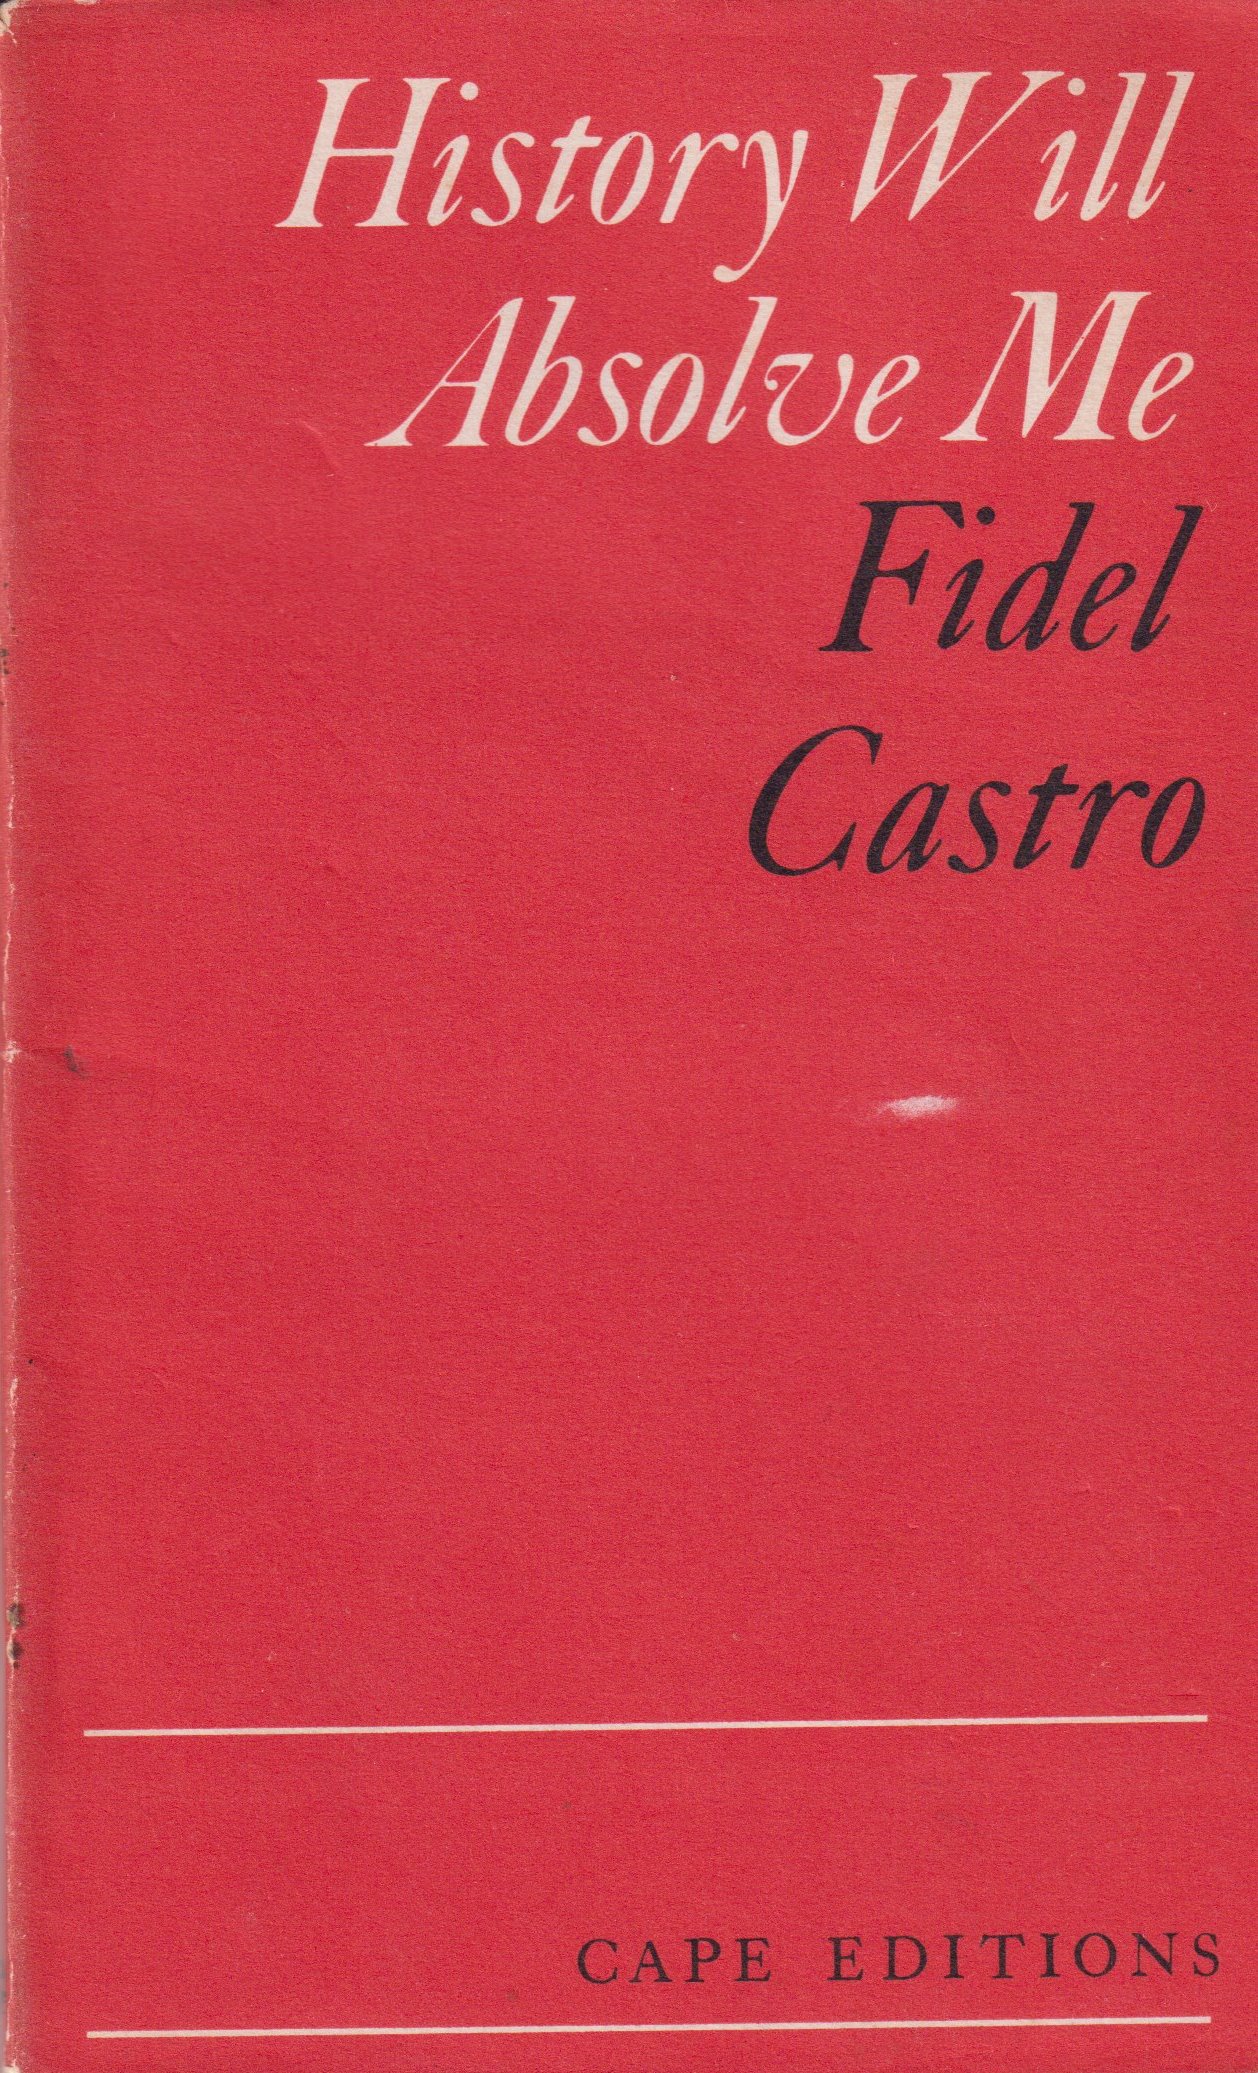 History Will
Absolve Me
Fidel
Castro
CAPE EDITIONS